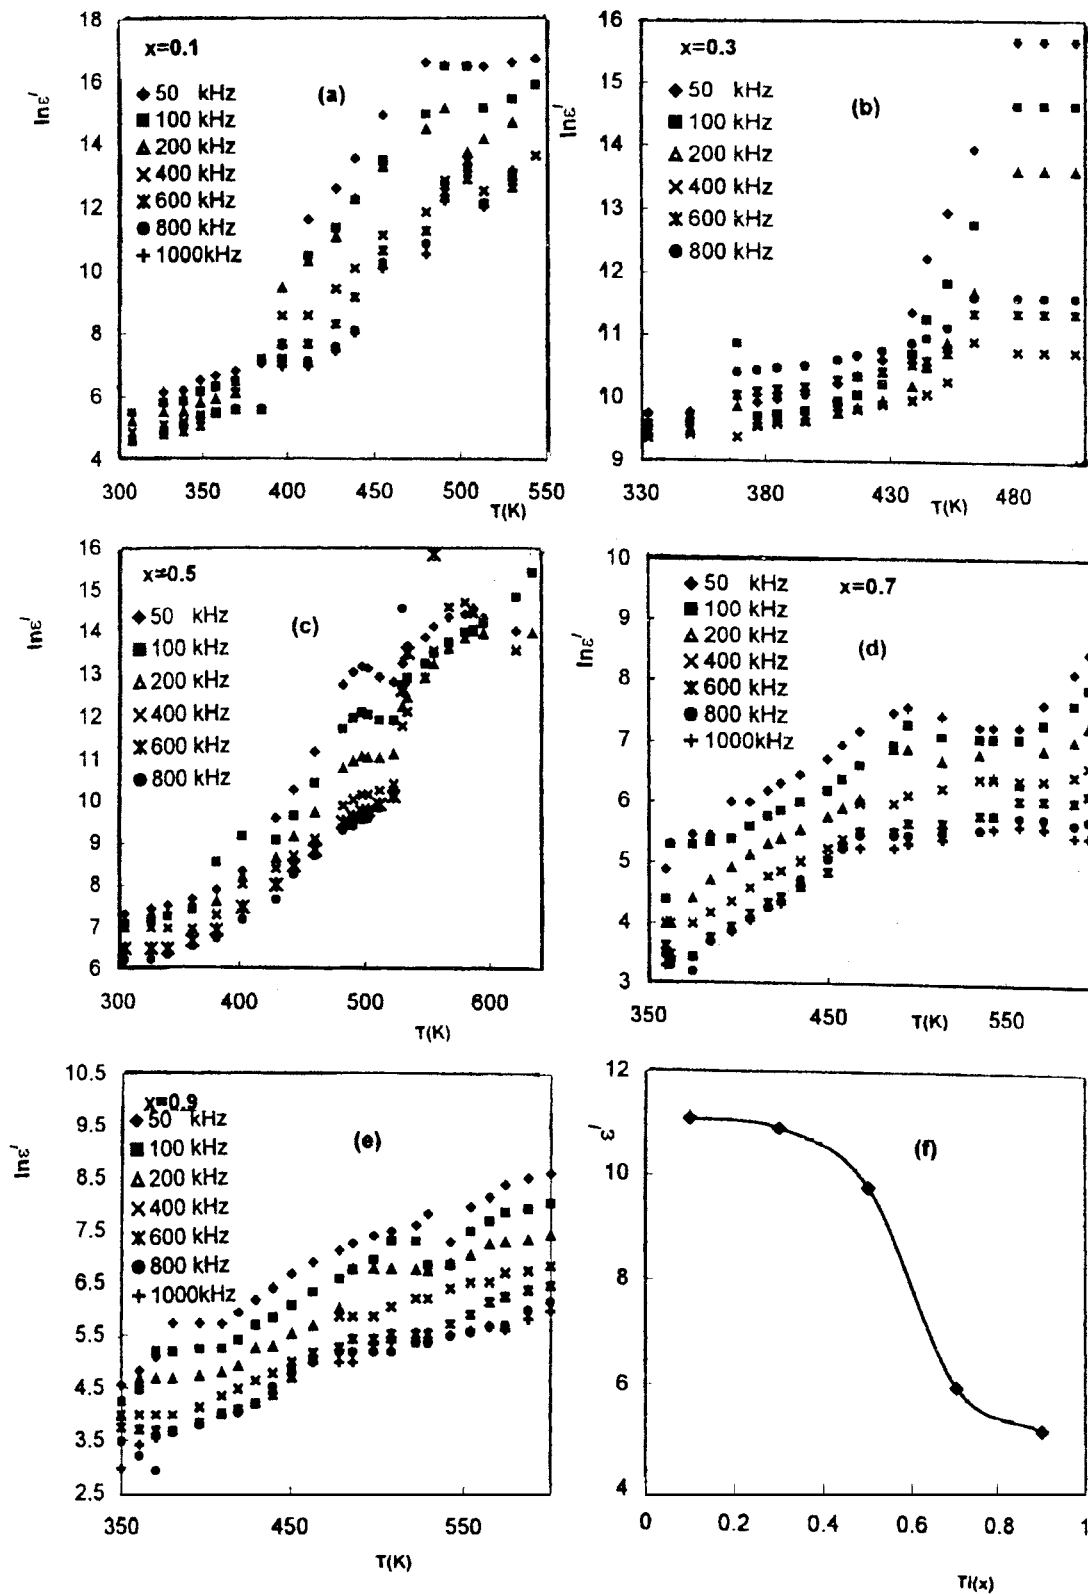 x=0.1
(a)
lnε′
50 kHz
100 kHz
200 kHz
400 kHz
600 kHz
800 kHz
1000kHz
18
16
14
12
10
8
6
4
300 350 400 450 500 550
T(K)
x=0.3
(b)
lnε′
50 kHz
100 kHz
200 kHz
400 kHz
600 kHz
800 kHz
16
15
14
13
12
11
10
9
330 380 430 480
T(K)
x=0.5
(c)
lnε′
50 kHz
100 kHz
200 kHz
400 kHz
600 kHz
800 kHz
16
15
14
13
12
11
10
9
8
7
6
300 400 500 600
T(K)
x=0.7
(d)
lnε′
50 kHz
100 kHz
200 kHz
400 kHz
600 kHz
800 kHz
1000kHz
10
9
8
7
6
5
4
3
350 450 550
T(K)
x=0.9
(e)
lnε′
50 kHz
100 kHz
200 kHz
400 kHz
600 kHz
800 kHz
1000kHz
10.5
9.5
8.5
7.5
6.5
5.5
4.5
3.5
2.5
350 450 550
T(K)
(f)
ε′
12
10
8
6
4
0 0.2 0.4 0.6 0.8 1
Ti(x)